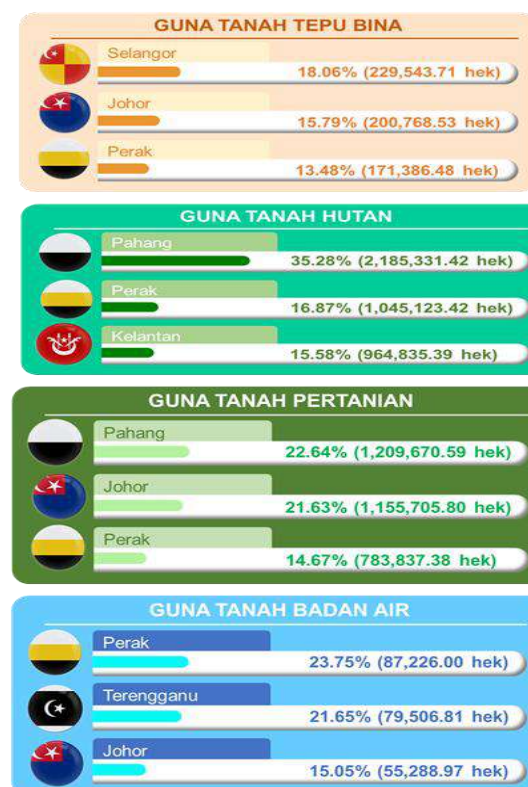 GUNA TANAH TEPU BINA
Selangor
18.06% (229,543.71 hek)
Johor
15.79% (200,768.53 hek)
Perak
13.48% (171,386.48 hek)
GUNA TANAH HUTAN
Pahang
35.28% (2,185,331.42 hek)
Perak
16.87% (1,045,123.42 hek)
Kelantan
15.58% (964,835.39 hek)
GUNA TANAH PERTANIAN
Pahang
22.64% (1,209,670.59 hek)
Johor
21.63% (1,155,705.80 hek)
Perak
14.67% (783,837.38 hek)
GUNA TANAH BADAN AIR
Perak
23.75% (87,226.00 hek)
Terengganu
21.65% (79,506.81 hek)
Johor
15.05% (55,288.97 hek)